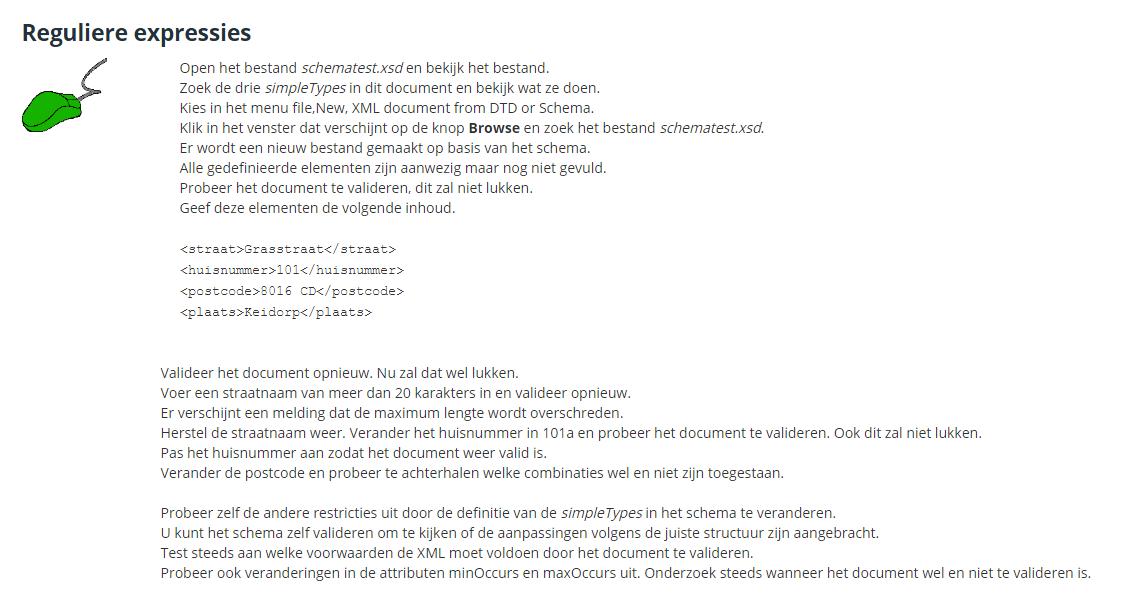 Reguliere expressies
Open het bestand schematest.xsd en bekijk het bestand.
Zoek de drie simpleTypes in dit document en bekijk wat ze doen.
Kies in het menu file,New, XML document from DTD or Schema.
Klik in het venster dat verschijnt op de knop Browse en zoek het bestand schematest.xsd.
Er wordt een nieuw bestand gemaakt op basis van het schema.
Alle gedefinieerde elementen zijn aanwezig maar nog niet gevuld.
Probeer het document te valideren, dit zal niet lukken.
Geef deze elementen de volgende inhoud.
<straat>Grasstraat</straat>
<huisnummer>101</huisnummer>
<postcode>8016 CD</postcode>
<plaats>Keidorp</plaats>
Valideer het document opnieuw. Nu zal dat wel lukken.
Voer een straatnaam van meer dan 20 karakters in en valideer opnieuw.
Er verschijnt een melding dat de maximum lengte wordt overschreden.
Herstel de straatnaam weer. Verander het huisnummer in 101a en probeer het document te valideren. Ook dit zal niet lukken.
Pas het huisnummer aan zodat het document weer valid is.
Verander de postcode en probeer te achterhalen welke combinaties wel en niet zijn toegestaan.
Probeer zelf de andere restricties uit door de definitie van de simpleTypes in het schema te veranderen.
U kunt het schema zelf valideren om te kijken of de aanpassingen volgens de juiste structuur zijn aangebracht.
Test steeds aan welke voorwaarden de XML moet voldoen door het document te valideren.
Probeer ook veranderingen in de attributen minOccurs en maxOccurs uit. Onderzoek steeds wanneer het document wel en niet te valideren is.